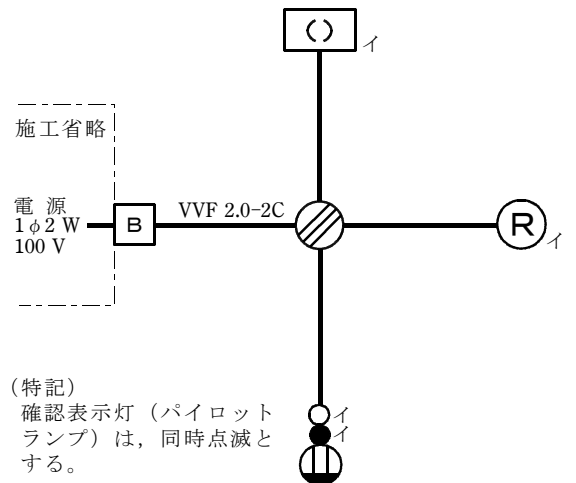 ( )
イ
施工省略
電源
1φ2W
100 V
B
VVF 2.0-2C
R
イ
(特記)
確認表示灯（パイロット
ランプ）は，同時点滅と
する。
イ
イ